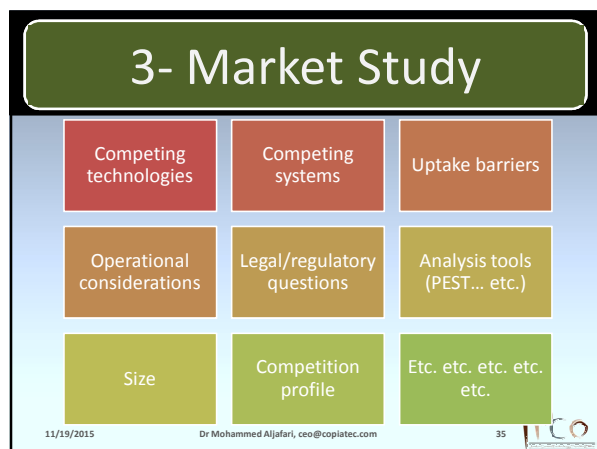 3- Market Study
Competing
technologies
Competing
systems
Uptake barriers
Operational
considerations
Legal/regulatory
questions
Analysis tools
(PEST... etc.)
Size
Competition
profile
Etc. etc. etc. etc.
etc.
11/19/2015
Dr Mohammed Aljafari, ceo@copiatec.com
35